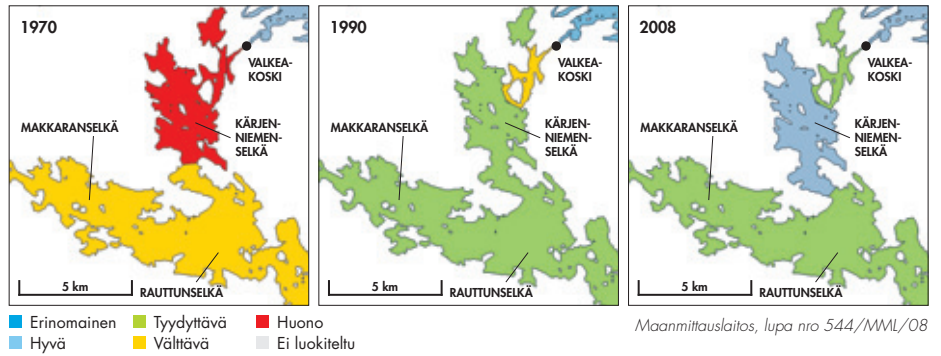 1970
VALKEA-
KOSKI
MAKKARANSELKÄ
KÄRJEN-
NIEMEN-
SELKÄ
5 km
RAUTTUNSELKÄ
1990
VALKEA-
KOSKI
MAKKARANSELKÄ
KÄRJEN-
NIEMEN-
SELKÄ
5 km
RAUTTUNSELKÄ
2008
VALKEA-
KOSKI
MAKKARANSELKÄ
KÄRJEN-
NIEMEN-
SELKÄ
5 km
RAUTTUNSELKÄ
Erinomainen
Tyydyttävä
Huono
Hyvä
Välttävä
Ei luokiteltu
Maanmittauslaitos, lupa nro 544/MML/08